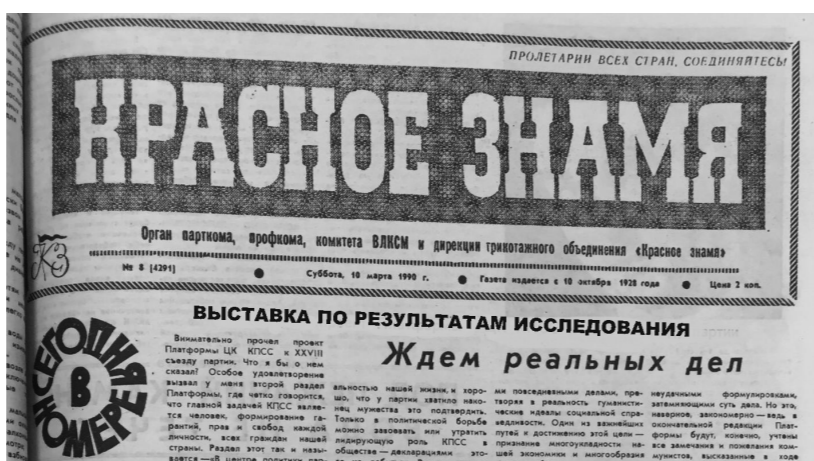 ПРОЛЕТАРИИ ВСЕХ СТРАН, СОЕДИНЯЙТЕСЬ!
КРАСНОЕ ЗНАМЯ
Орган парткома, профкома, комитета ВЛКСМ и дирекции трикотажного объединения «Красное знамя»
КЗ
№ 8 (4291) ● Суббота, 10 марта 1990 г. ● Газета издается с 10 октября 1928 года ● Цена 2 коп.
ВЫСТАВКА ПО РЕЗУЛЬТАТАМ ИССЛЕДОВАНИЯ
СЕГОДНЯ
В
НОМЕРЕ
Ждем реальных дел
Внимательно прочел проект
Платформы ЦК КПСС к XXVIII
съезду партии. Что я бы о нем
сказал? Особое удовлетворение
вызвал у меня второй раздел
Платформы, где четко говорится,
что главной задачей КПСС являе-
тся человек, формирование га-
рантий, прав и свобод каждой
личности, всех граждан нашей
страны. Раздел этот так и назы-
вается —«В центре политики пар-
альностью нашей жизни, и хоро-
шо, что у партии хватило нако-
нец мужества это подтвердить.
Только в политической борьбе
можно завоевать или утратить
лидирующую роль КПСС в
обществе — декларациями это-
ми повседневными делами, пре-
творяя в реальность гуманисти-
ческие идеалы социальной спра-
ведливости. Один из важнейших
путей к достижению этой цели —
признание многоукладности на-
шей экономики и многообразия
неудачными формулировками,
затемняющими суть дела. Но это,
наверное, закономерно — ведь в
окончательной редакции Плат-
формы будут, конечно, учтены
все замечания и пожелания ком-
мунистов, высказанные в ходе